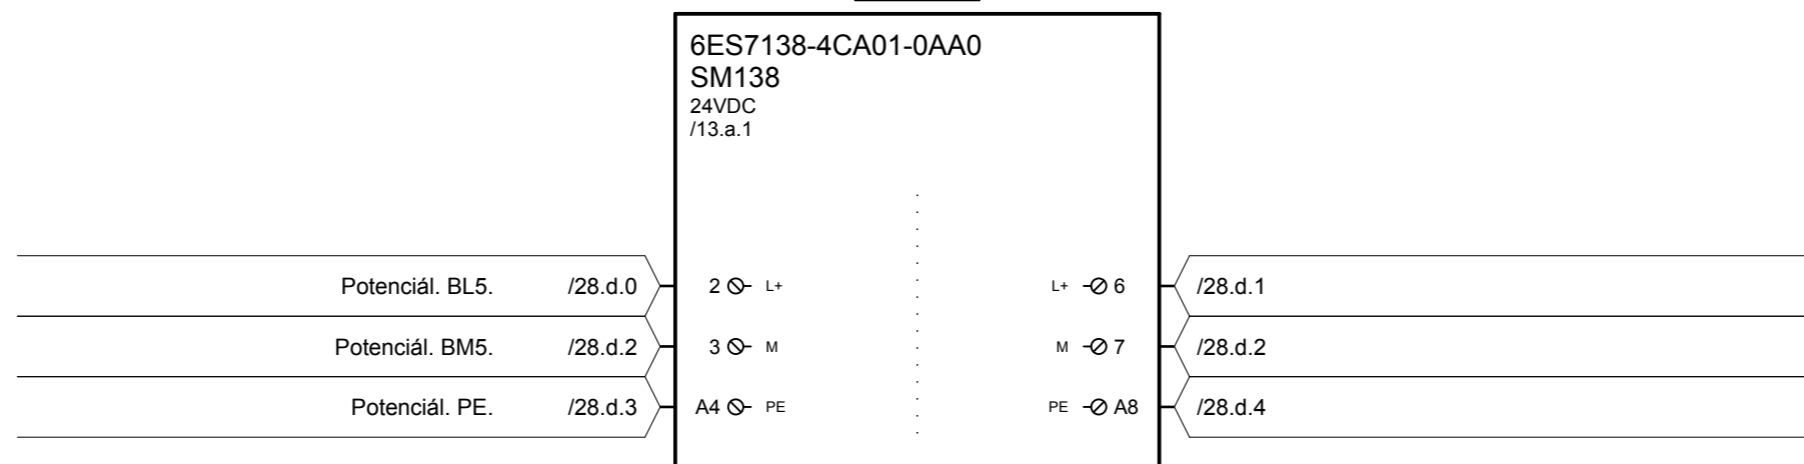 6ES7138-4CA01-0AA0
SM138
24VDC
/13.a.1
Potenciál. BL5. /28.d.0 2 L+ L+ 6 /28.d.1
Potenciál. BM5. /28.d.2 3 M M 7 /28.d.2
Potenciál. PE. /28.d.3 A4 PE PE A8 /28.d.4